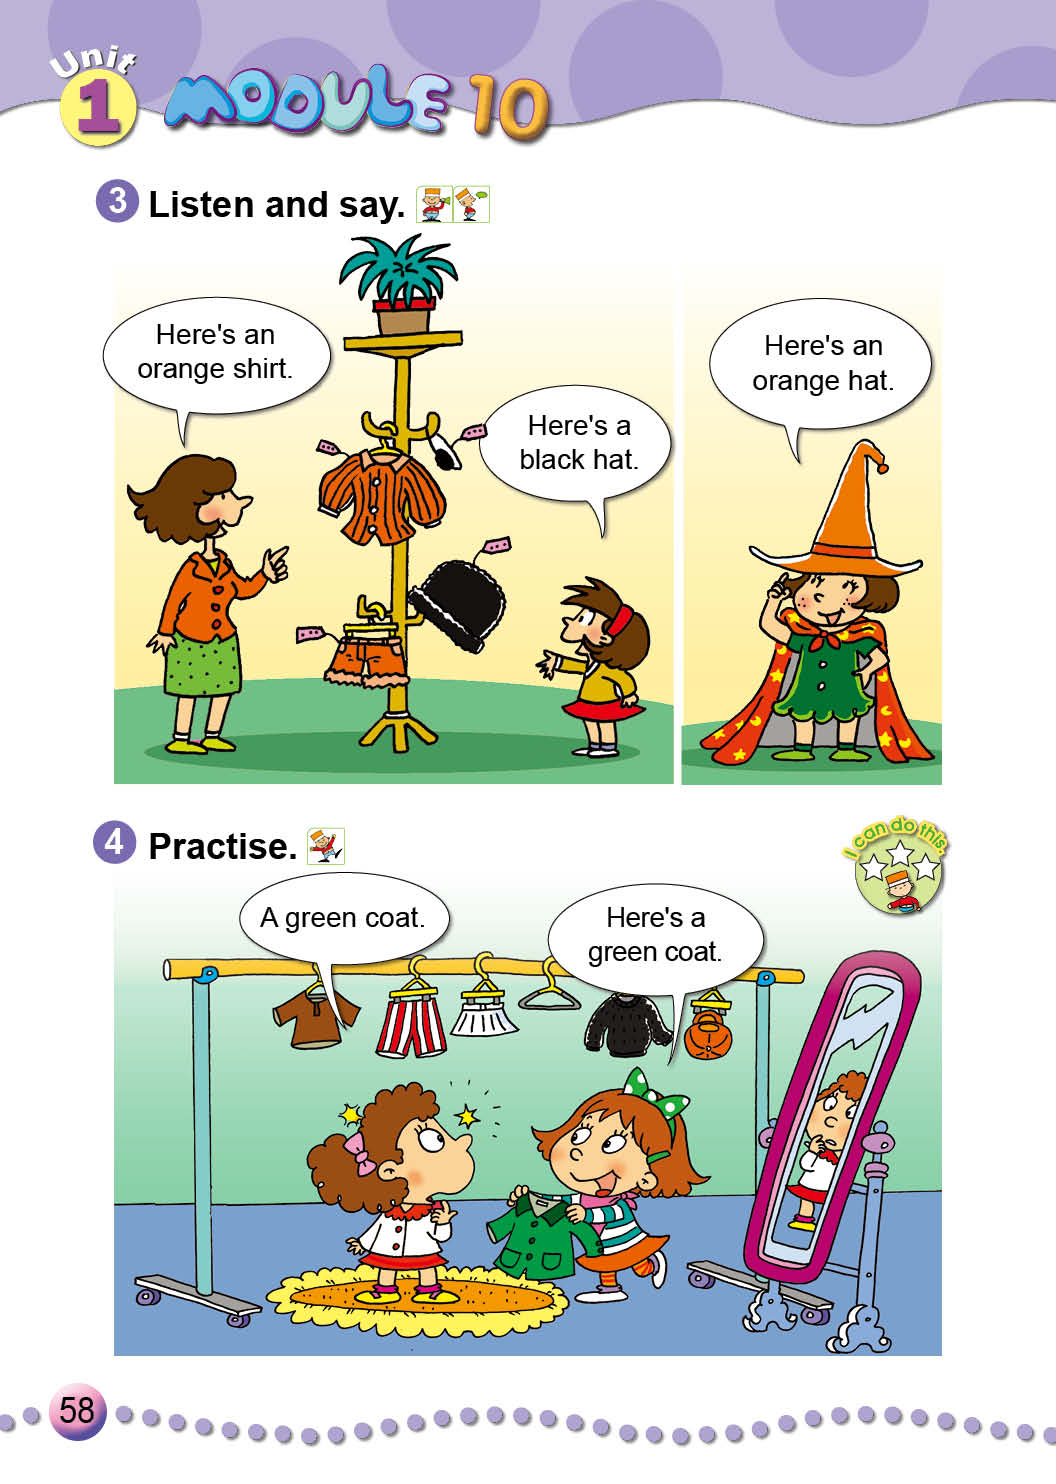 Unit
1 MODULE 10
3 Listen and say.
Here's an
orange shirt.
Here's a
black hat.
Here's an
orange hat.
4 Practise.
I can do this.
A green coat.
Here's a
green coat.
58